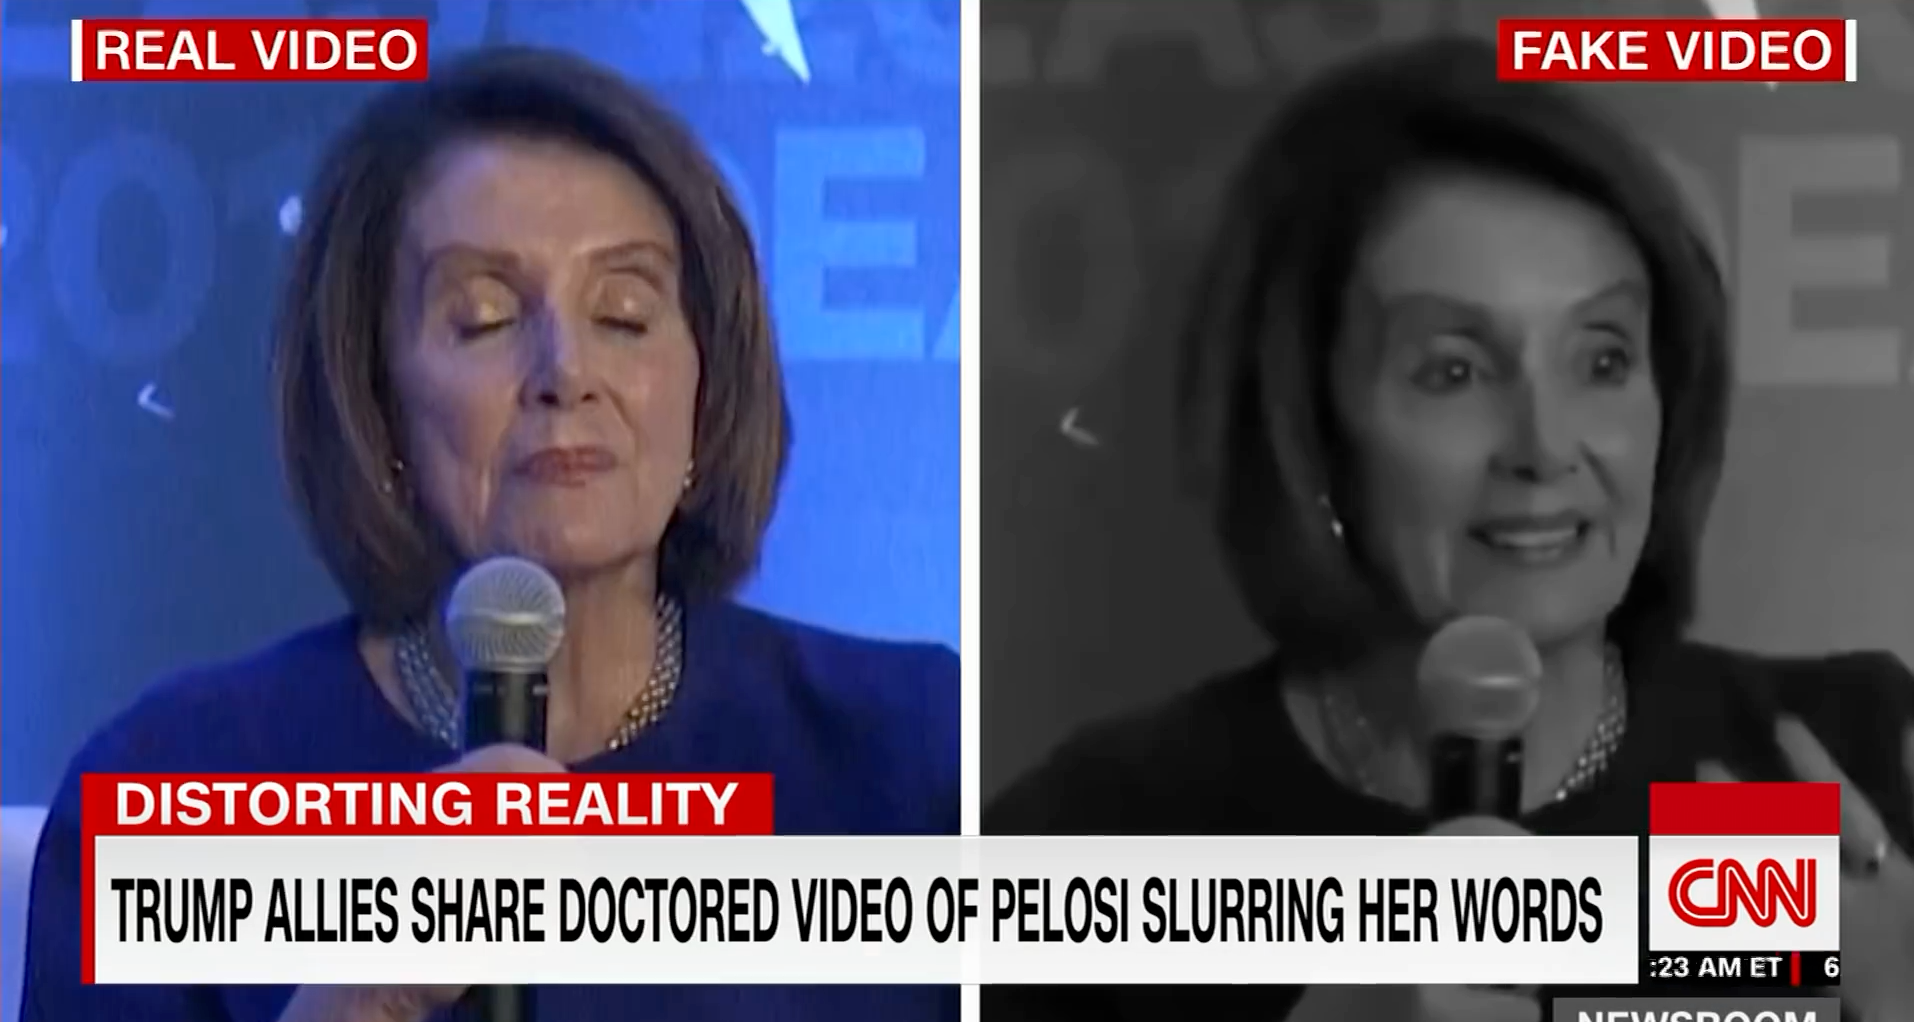 REAL VIDEO
FAKE VIDEO
DISTORTING REALITY
TRUMP ALLIES SHARE DOCTORED VIDEO OF PELOSI SLURRING HER WORDS
CNN
:23 AM ET 6
NEWSROOM